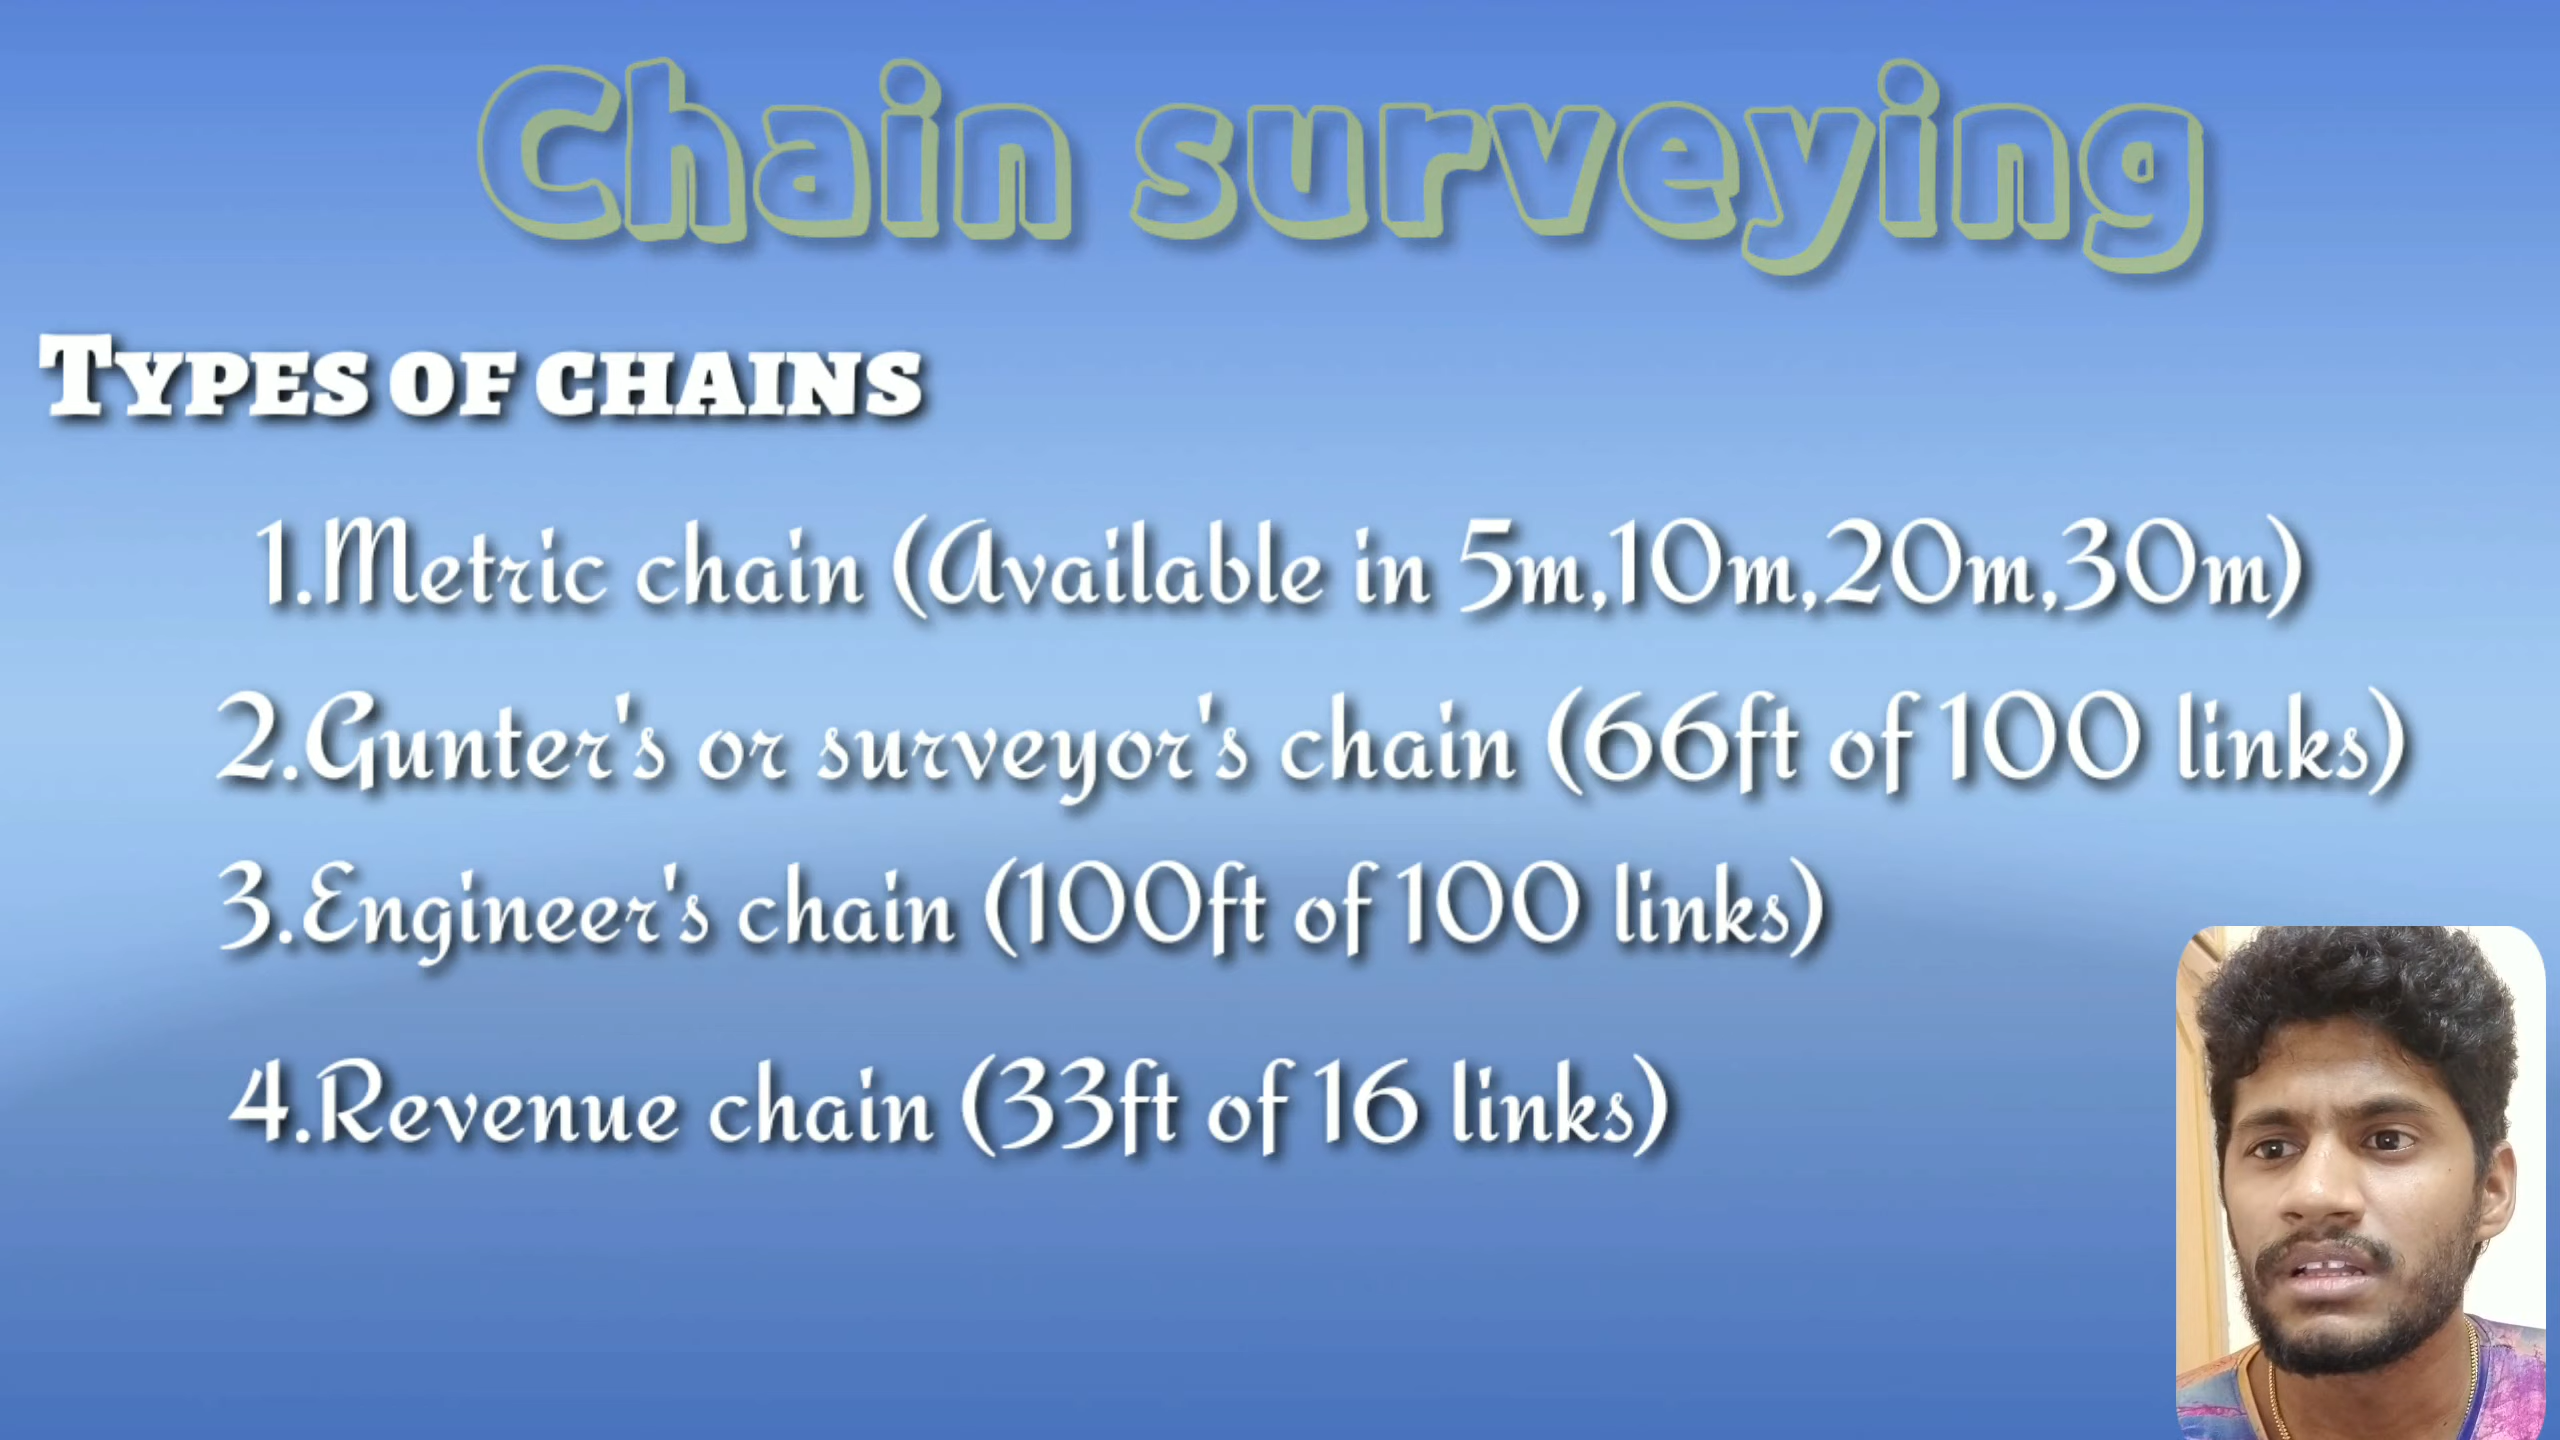 Chain surveying
Types of chains
1.Metric chain (Available in 5m,10m,20m,30m)
2.Gunter's or surveyor's chain (66ft of 100 links)
3.Engineer's chain (100ft of 100 links)
4.Revenue chain (33ft of 16 links)